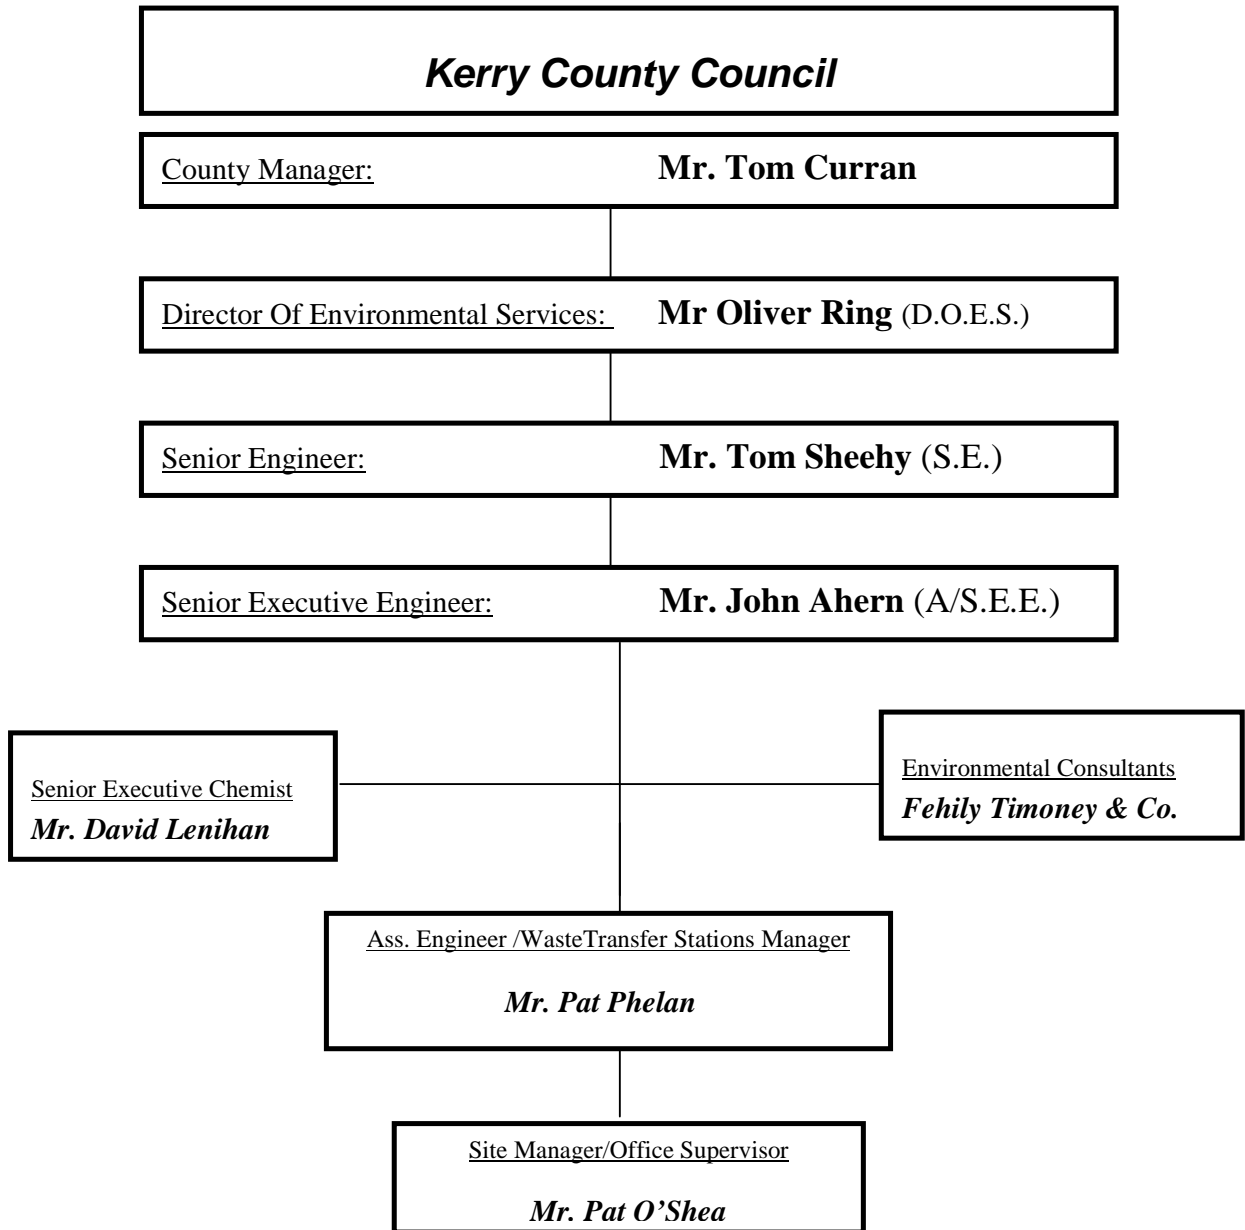 Kerry County Council
County Manager: Mr. Tom Curran
Director Of Environmental Services: Mr Oliver Ring (D.O.E.S.)
Senior Engineer: Mr. Tom Sheehy (S.E.)
Senior Executive Engineer: Mr. John Ahern (A/S.E.E.)
Senior Executive Chemist
Mr. David Lenihan
Environmental Consultants
Fehily Timoney & Co.
Ass. Engineer /WasteTransfer Stations Manager
Mr. Pat Phelan
Site Manager/Office Supervisor
Mr. Pat O’Shea